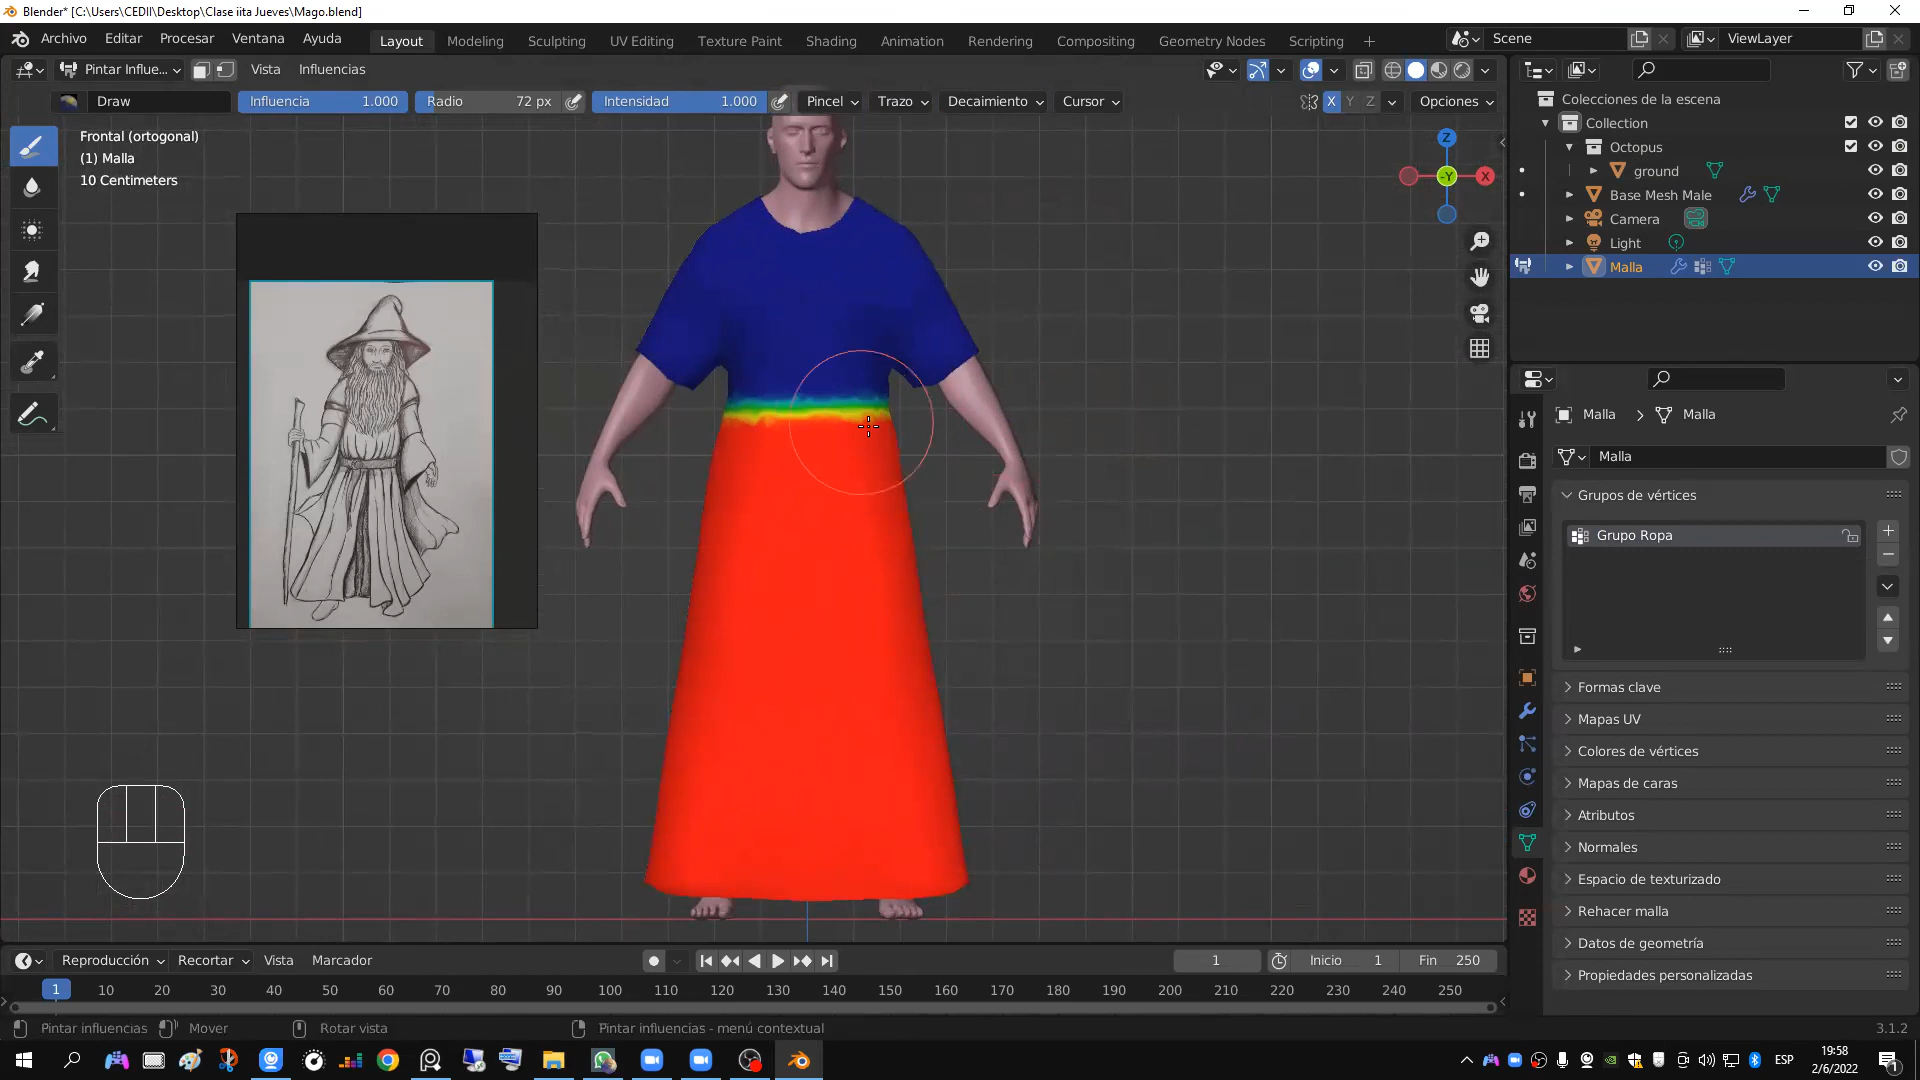 Blender* [C:\Users\CEDII\Desktop\Clase iita Jueves\Mago.blend]
Archivo Editar Procesar Ventana Ayuda Layout Modeling Sculpting UV Editing Texture Paint Shading Animation Rendering Compositing Geometry Nodes Scripting + Scene ViewLayer
Pintar Influe... Vista Influencias
Draw Influencia 1.000 Radio 72 px Intensidad 1.000 Pincel Trazo Decaimiento Cursor X Y Z Opciones
Frontal (ortogonal)
(1) Malla
10 Centimeters
Z
-Y
X
Colecciones de la escena
Collection
Octopus
ground
Base Mesh Male
Camera
Light
Malla
Malla > Malla
Malla
Grupos de vértices
Grupo Ropa
Formas clave
Mapas UV
Colores de vértices
Mapas de caras
Atributos
Normales
Espacio de texturizado
Rehacer malla
Datos de geometría
Propiedades personalizadas
Reproducción Recortar Vista Marcador 1 Inicio 1 Fin 250
1 10 20 30 40 50 60 70 80 90 100 110 120 130 140 150 160 170 180 190 200 210 220 230 240 250
Pintar influencias Mover Rotar vista Pintar influencias - menú contextual 3.1.2
ESP 19:58
2/6/2022
1